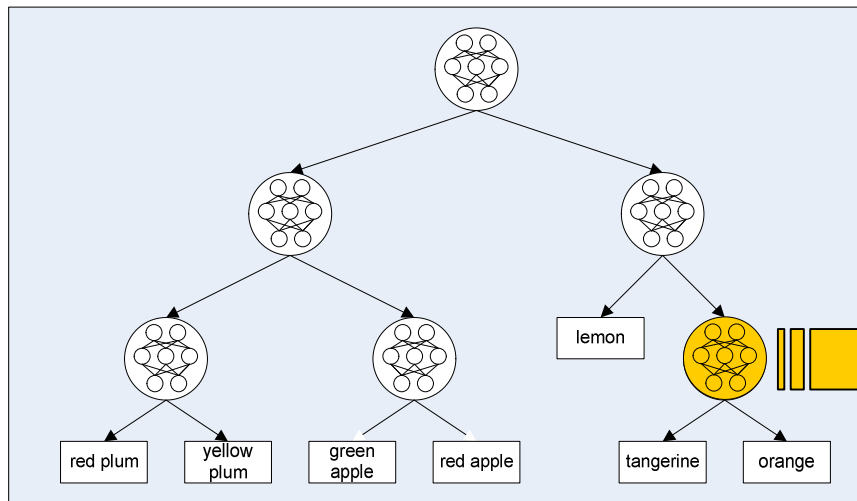 lemon
red plum
yellow
plum
green
apple
red apple
tangerine
orange